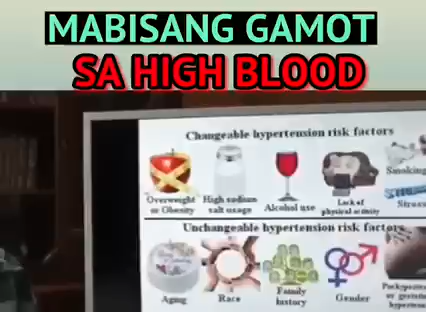 MABISANG GAMOT
SA HIGH BLOOD
Changeable hypertension risk factors
Smoking
Overweight or Obesity
High sodium salt usage
Alcohol use
Lack of physical activity
Stress
Unchangeable hypertension risk factors
Aging
Race
Family history
Gender